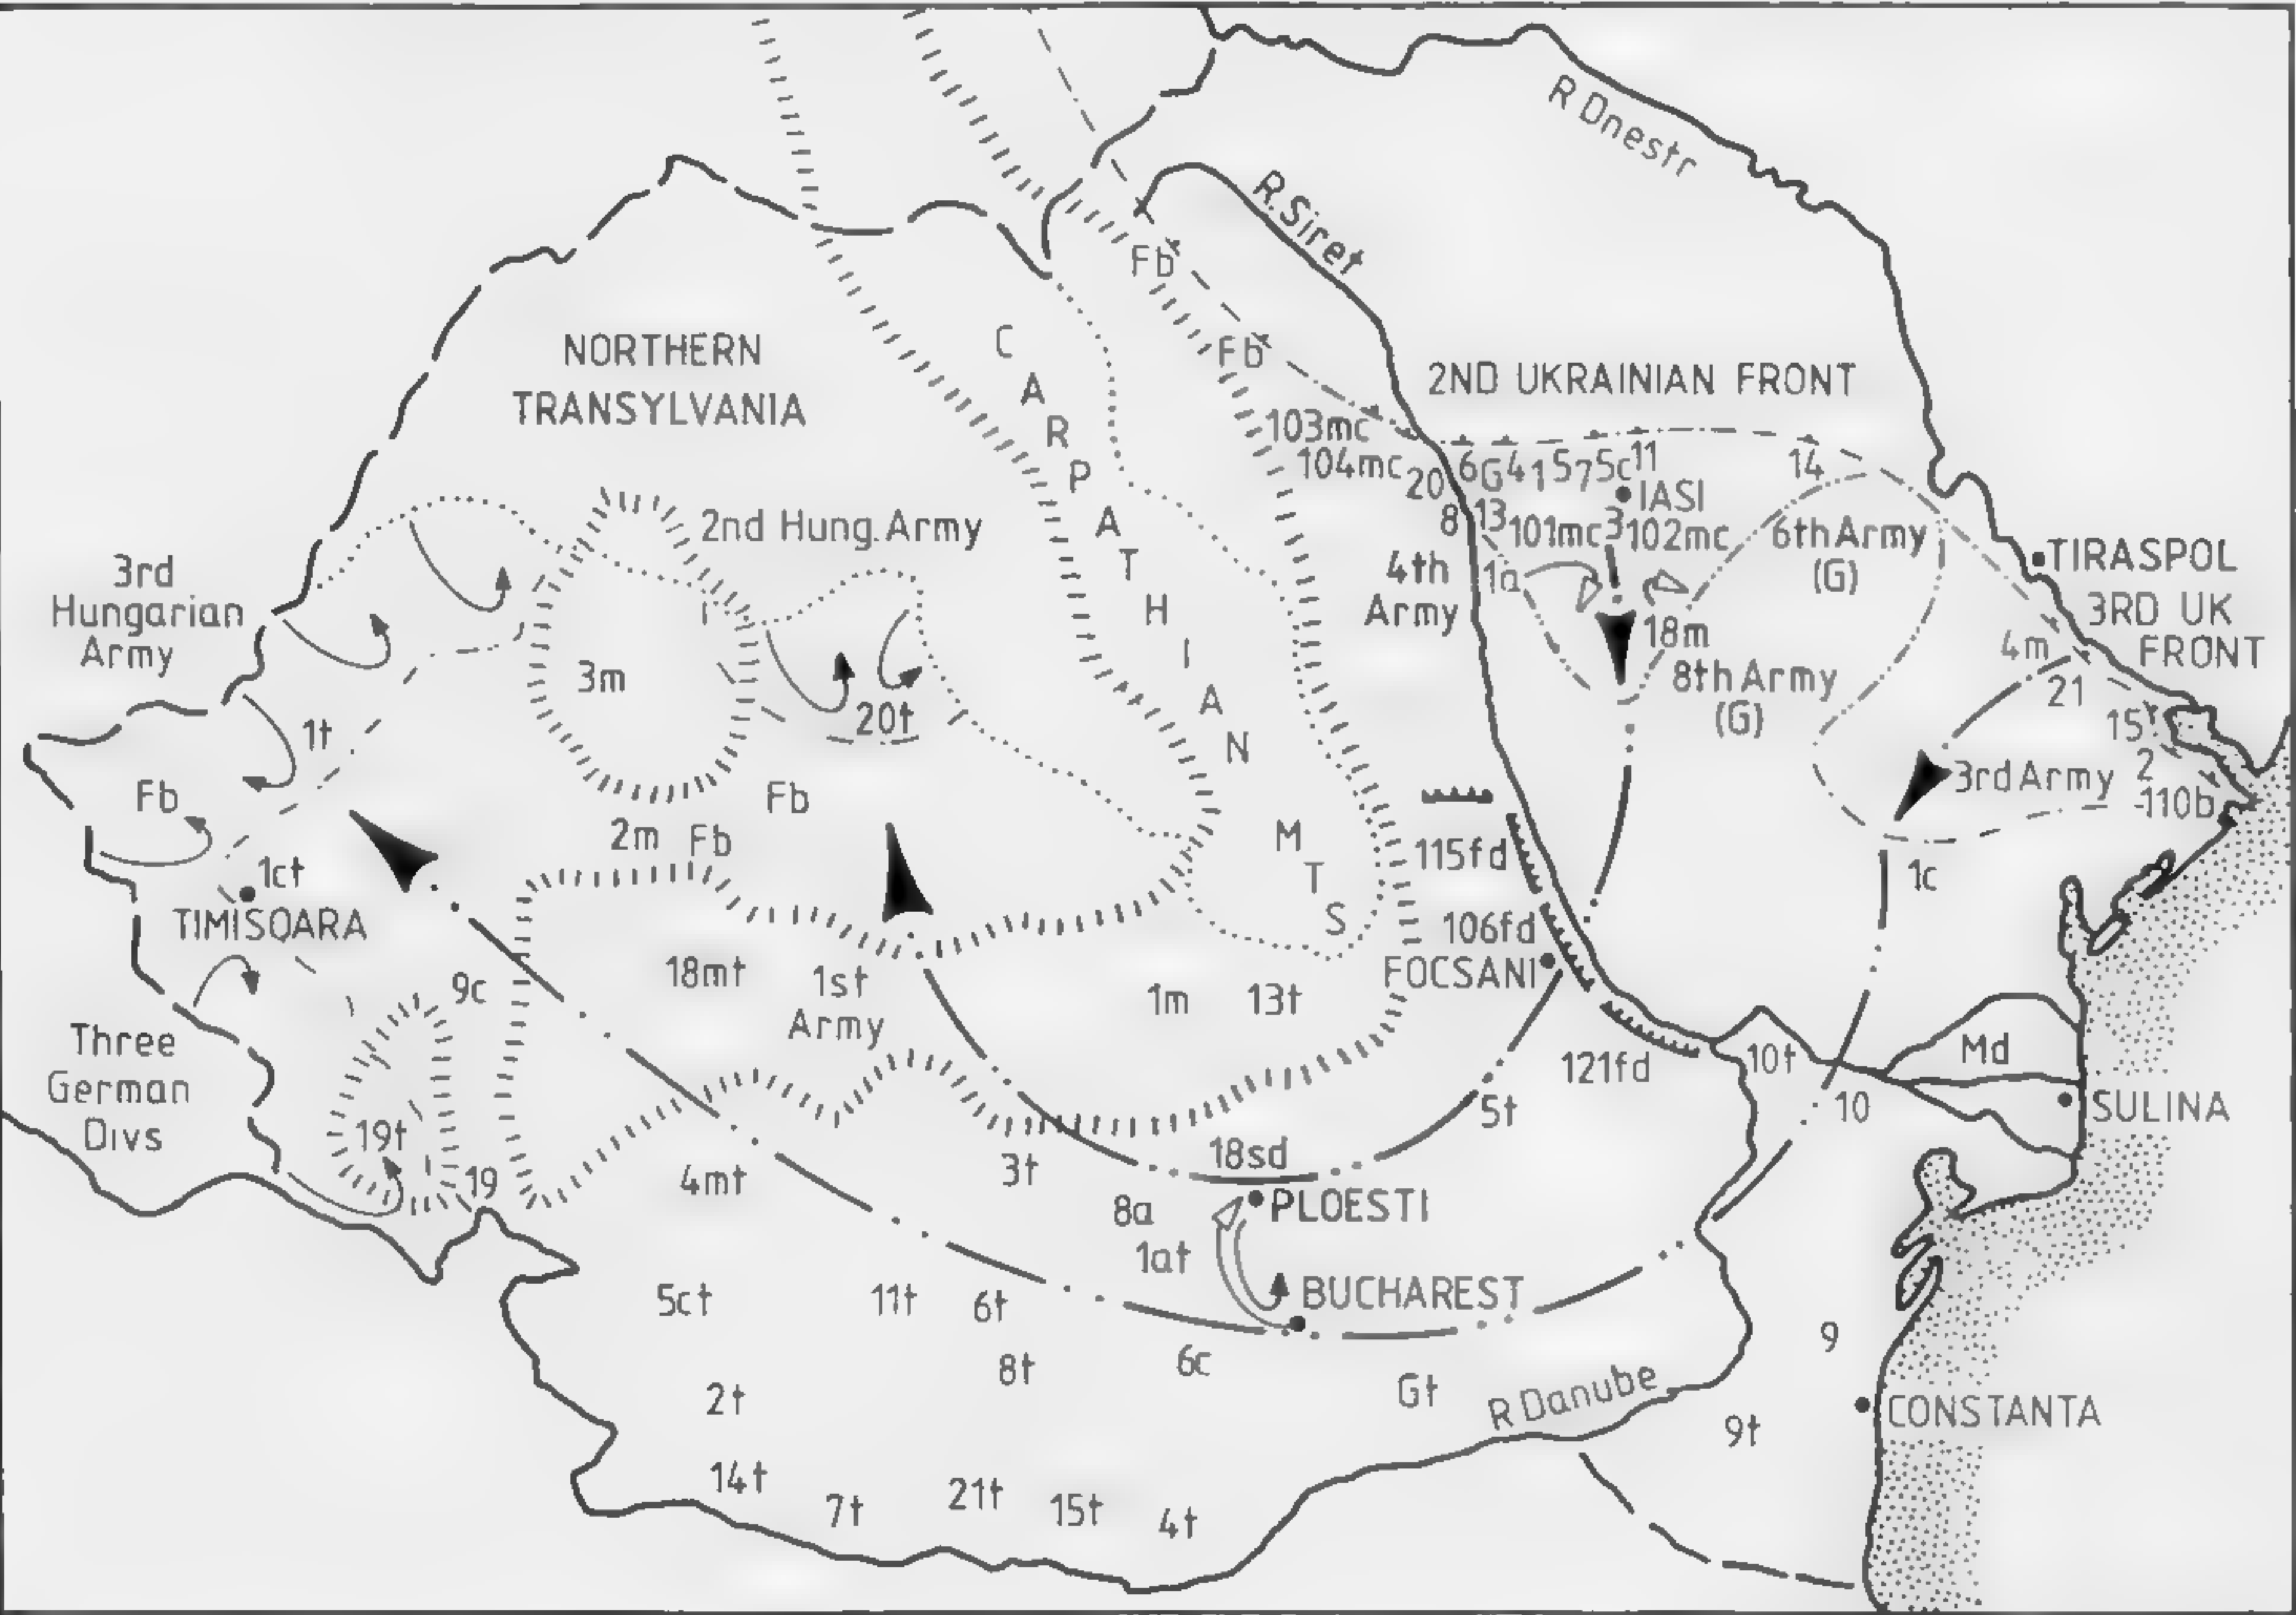 R Dnestr
R.Siret
Fb
Fb
NORTHERN
TRANSYLVANIA
CARPATHIAN
MTS
2ND UKRAINIAN FRONT
103mc
104mc
20
6
G
4
1
5
7
5c
11
14
IASI
8
13
101mc
3
102mc
6th Army
(G)
4th
Army
1a
18m
8th Army
(G)
TIRASPOL
3RD UK
FRONT
4m
21
15
2
110b
3rd Army
1c
2nd Hung. Army
3rd
Hungarian
Army
3m
20t
1t
Fb
Fb
2m
Fb
1ct
TIMISOARA
9c
18mt
1st
Army
1m
13t
115fd
106fd
FOCSANI
121fd
10t
10
Md
SULINA
Three
German
Divs
19t
19
4mt
3t
18sd
5t
8a
PLOESTI
1at
BUCHAREST
5ct
11t
6t
8t
6c
Gt
R Danube
9
CONSTANTA
9t
2t
14t
7t
21t
15t
4t